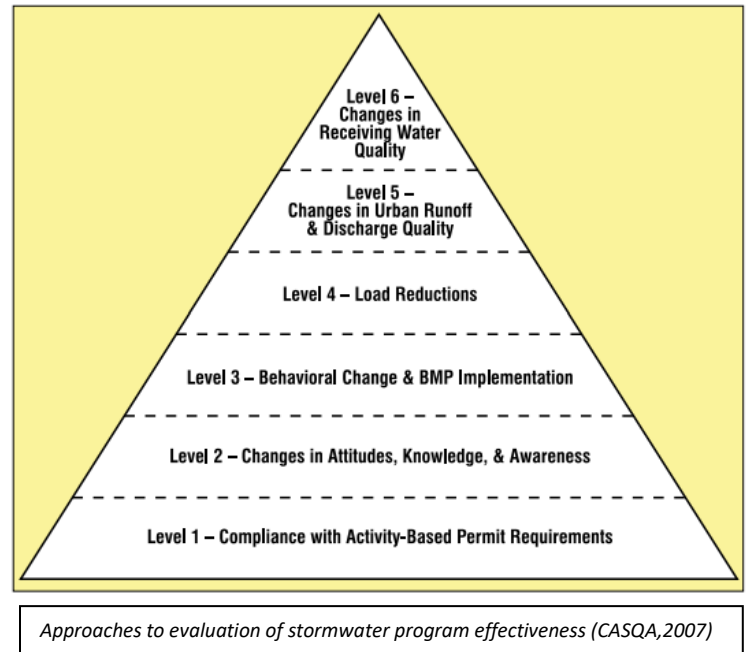 Level 6 –
Changes in
Receiving Water
Quality
Level 5 –
Changes in Urban Runoff
& Discharge Quality
Level 4 – Load Reductions
Level 3 – Behavioral Change & BMP Implementation
Level 2 – Changes in Attitudes, Knowledge, & Awareness
Level 1 – Compliance with Activity-Based Permit Requirements
Approaches to evaluation of stormwater program effectiveness (CASQA,2007)